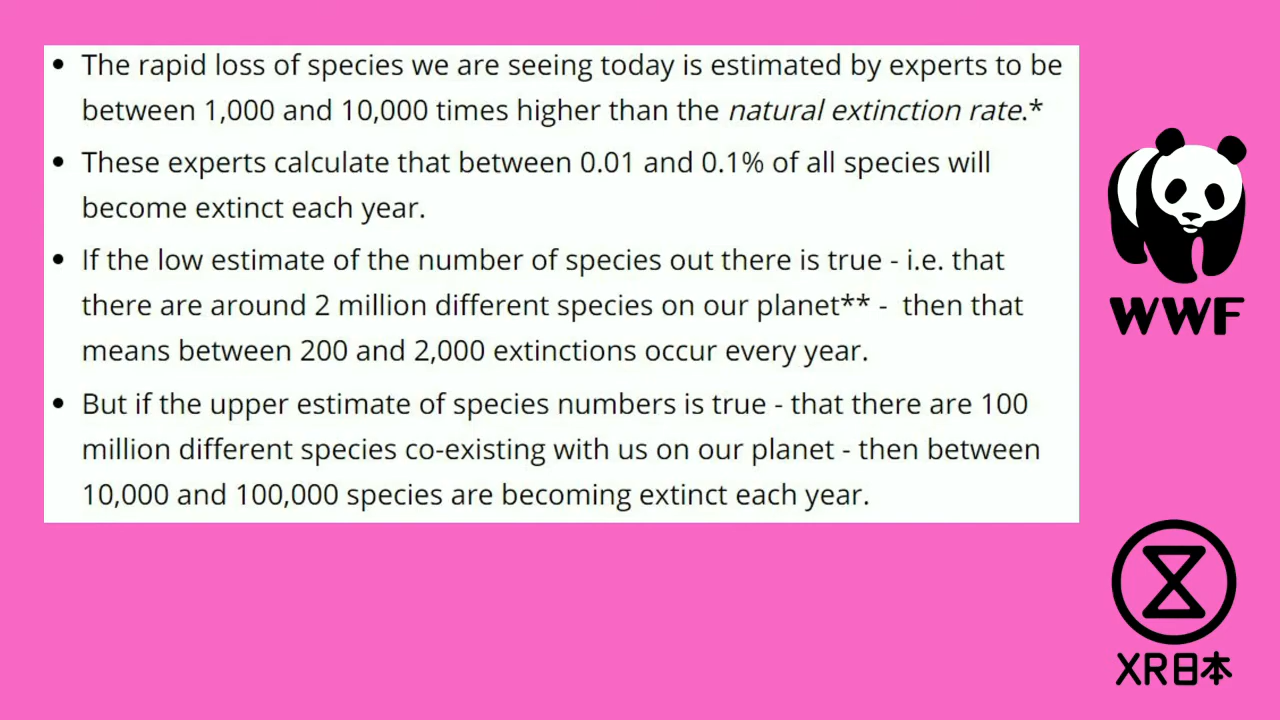 • The rapid loss of species we are seeing today is estimated by experts to be
between 1,000 and 10,000 times higher than the natural extinction rate.*
• These experts calculate that between 0.01 and 0.1% of all species will
become extinct each year.
• If the low estimate of the number of species out there is true - i.e. that
there are around 2 million different species on our planet** -  then that
means between 200 and 2,000 extinctions occur every year.
• But if the upper estimate of species numbers is true - that there are 100
million different species co-existing with us on our planet - then between
10,000 and 100,000 species are becoming extinct each year.
WWF
XR日本